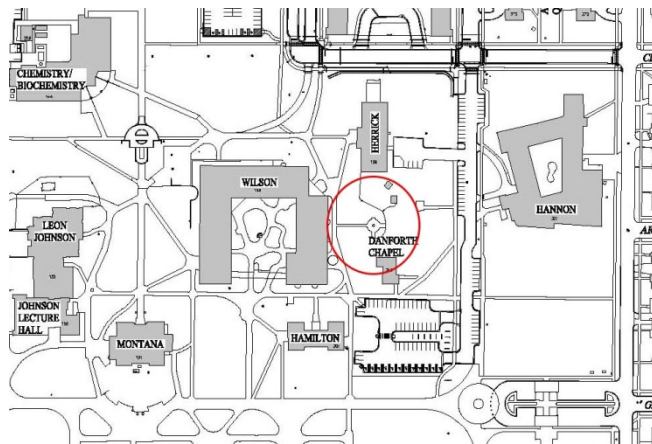 CHEMISTRY/
BIOCHEMISTRY
HERRICK
WILSON
HANNON
LEON
JOHNSON
DANFORTH
CHAPEL
JOHNSON
LECTURE
HALL
MONTANA
HAMILTON